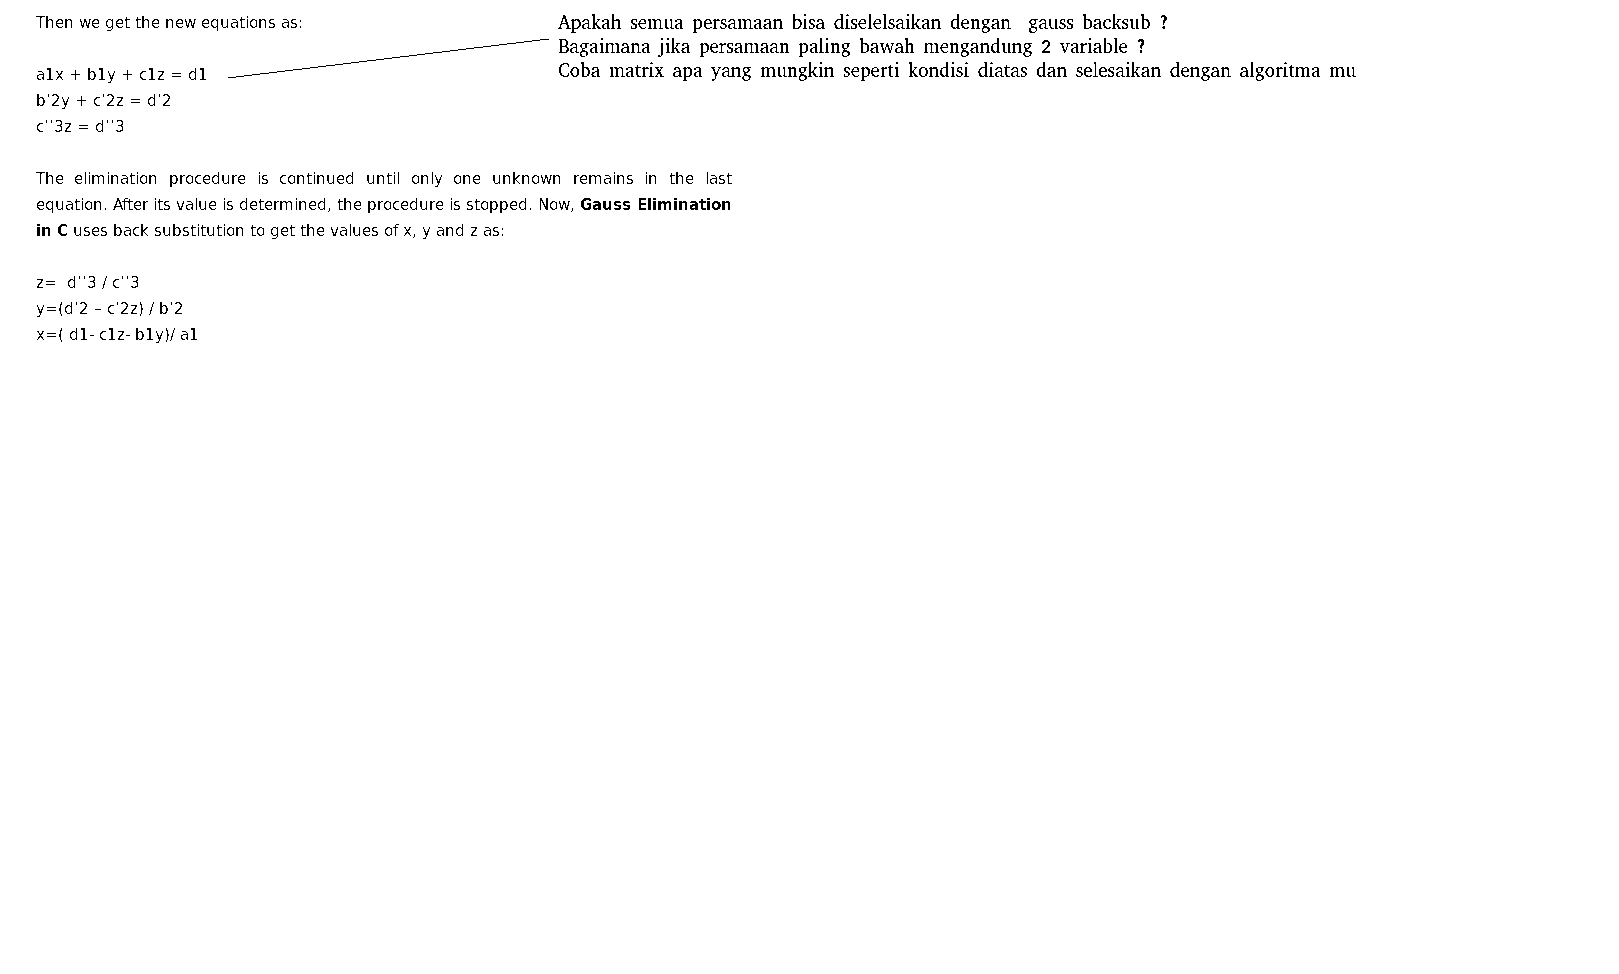 Then we get the new equations as:
a1x + b1y + c1z = d1
b'2y + c'2z = d'2
c''3z = d''3
The elimination procedure is continued until only one unknown remains in the last
equation. After its value is determined, the procedure is stopped. Now, Gauss Elimination
in C uses back substitution to get the values of x, y and z as:
z=  d''3 / c''3
y=(d'2 – c'2z) / b'2
x=( d1- c1z- b1y)/ a1
Apakah semua persamaan bisa diselelsaikan dengan  gauss backsub ?
Bagaimana jika persamaan paling bawah mengandung 2 variable ?
Coba matrix apa yang mungkin seperti kondisi diatas dan selesaikan dengan algoritma mu